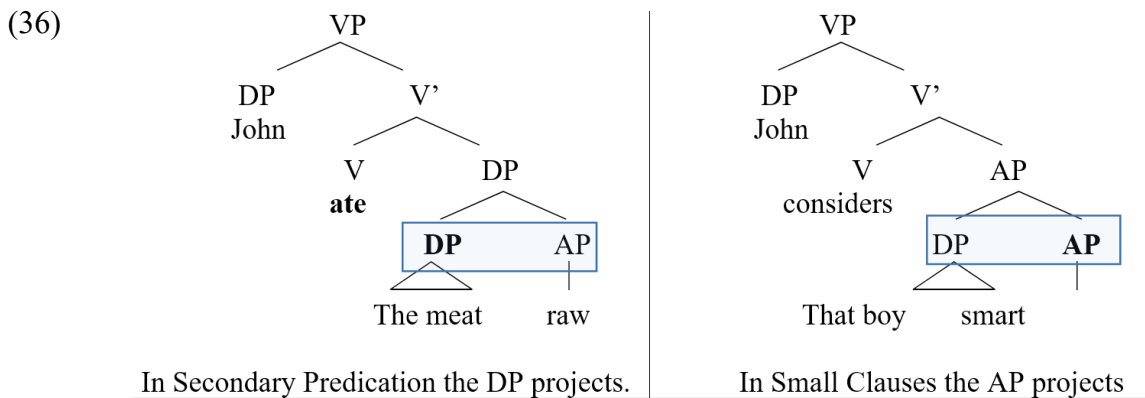 (36)
VP
DP V’
John
V DP
ate
DP AP
The meat raw
In Secondary Predication the DP projects.
VP
DP V’
John
V AP
considers
DP AP
That boy smart
In Small Clauses the AP projects